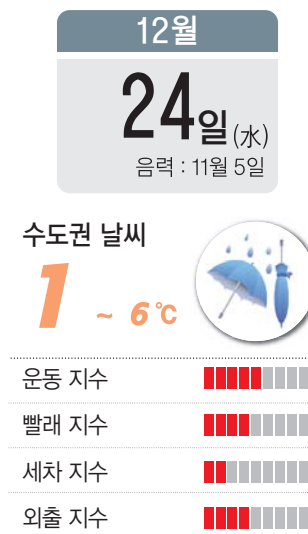 12월
24일(水)
음력 : 11월 5일
수도권 날씨
1 ~ 6℃
운동 지수
빨래 지수
세차 지수
외출 지수